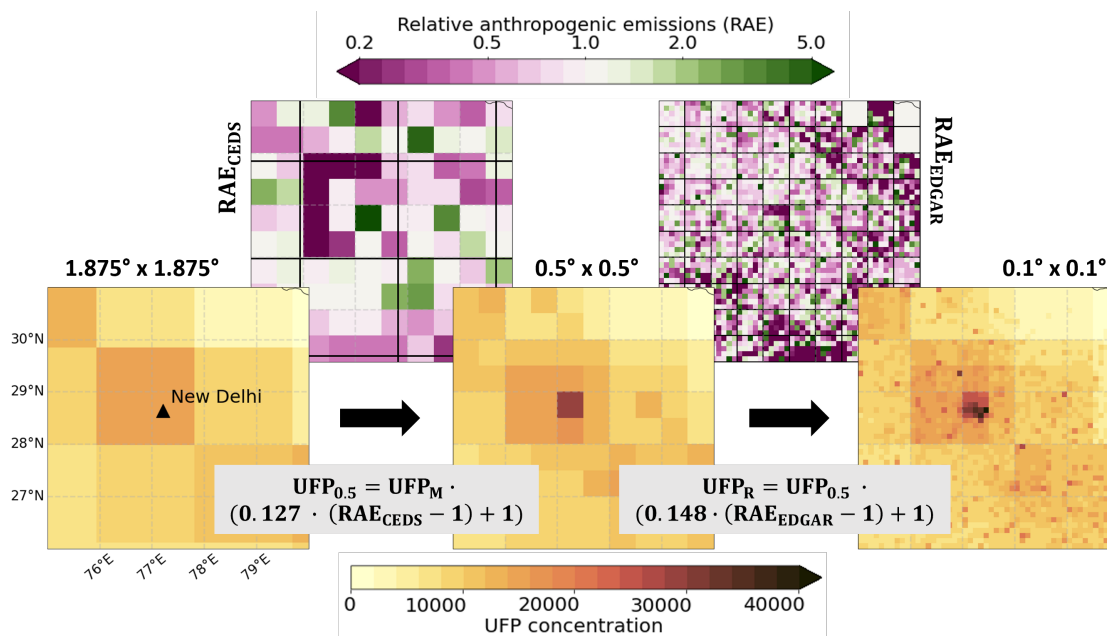 Relative anthropogenic emissions (RAE)
0.2 0.5 1.0 2.0 5.0
RAE_CEDS
RAE_EDGAR
1.875° x 1.875°
0.5° x 0.5°
0.1° x 0.1°
30°N
29°N
28°N
27°N
New Delhi
76°E 77°E 78°E 79°E
UFP_0.5 = UFP_M ·
(0.127 · (RAE_CEDS − 1) + 1)
UFP_R = UFP_0.5 ·
(0.148 · (RAE_EDGAR − 1) + 1)
0 10000 20000 30000 40000
UFP concentration